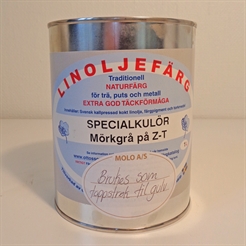 LINOLJEFÄRG
Traditionell
NATURFÄRG
för trä, puts och metall
EXTRA GOD TÄCKFÖRMÅGA
SPECIALKULÖR
Mörkgrå på Z-T
MOLO A/S
Brukes som
toppstrøk til gulv